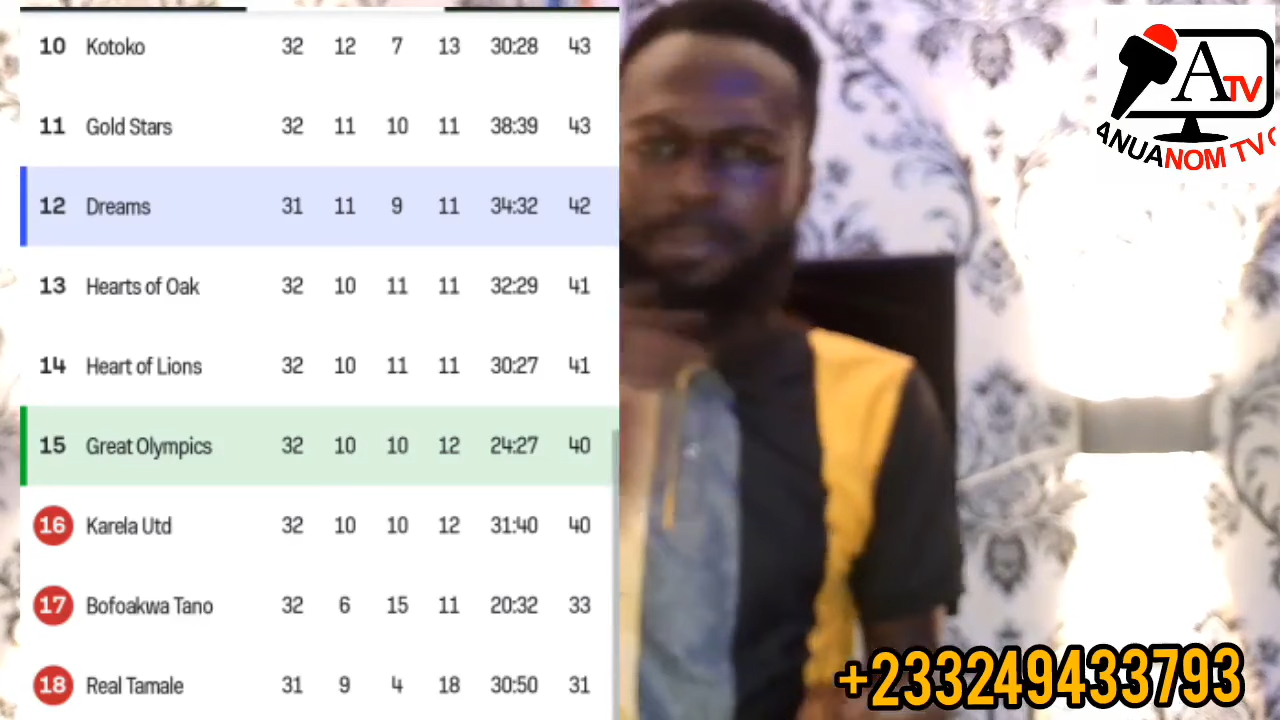 10 Kotoko 32 12 7 13 30:28 43
11 Gold Stars 32 11 10 11 38:39 43
12 Dreams 31 11 9 11 34:32 42
13 Hearts of Oak 32 10 11 11 32:29 41
14 Heart of Lions 32 10 11 11 30:27 41
15 Great Olympics 32 10 10 12 24:27 40
16 Karela Utd 32 10 10 12 31:40 40
17 Bofoakwa Tano 32 6 15 11 20:32 33
18 Real Tamale 31 9 4 18 30:50 31
ATV
ANUANOM TV
+233249433793